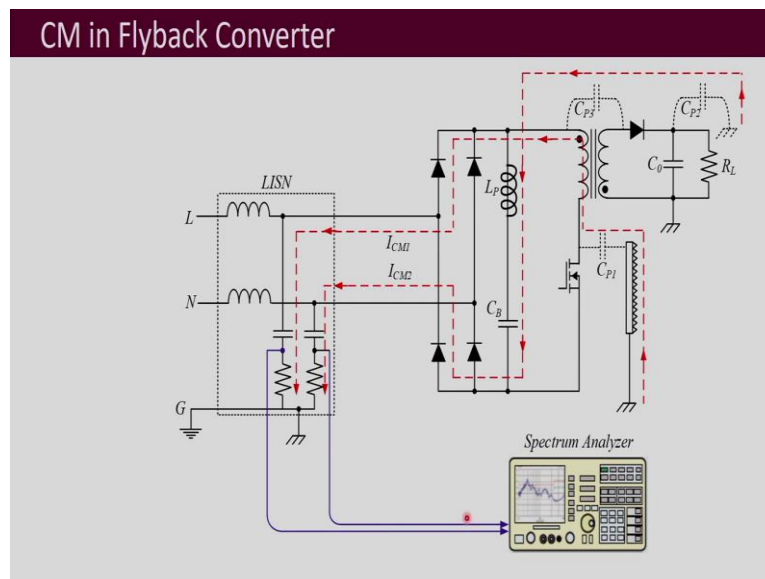 CM in Flyback Converter
C_P3
C_P2
LISN
L_P
C_0
R_L
L
I_CM1
C_P1
I_CM2
N
C_B
G
Spectrum Analyzer